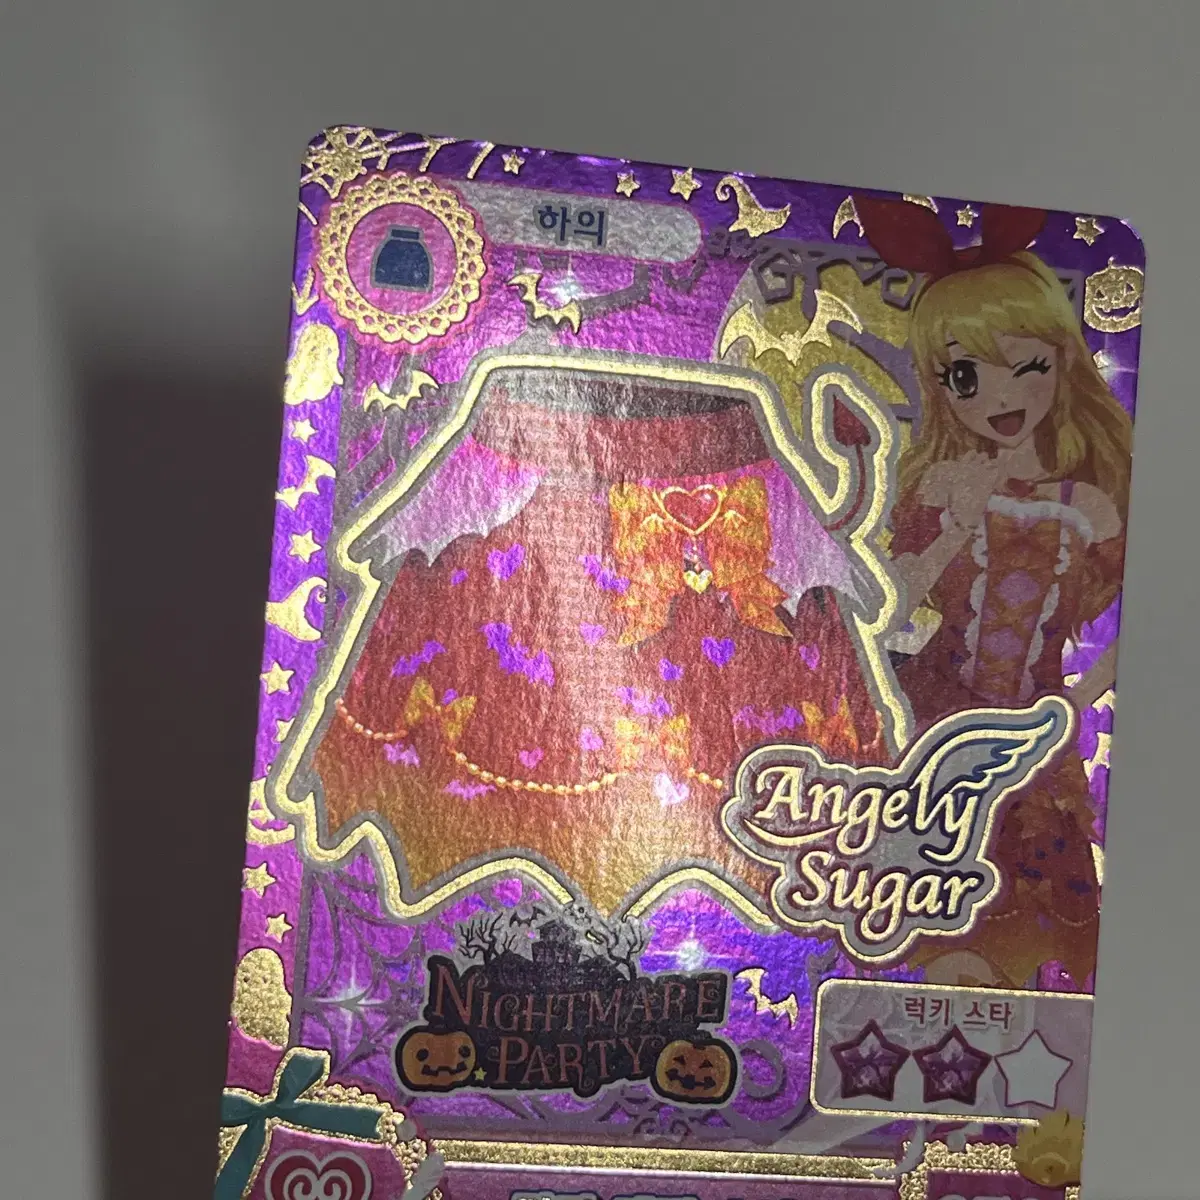 하의
Angely
Sugar
NIGHTMARE
PARTY
럭키 스타